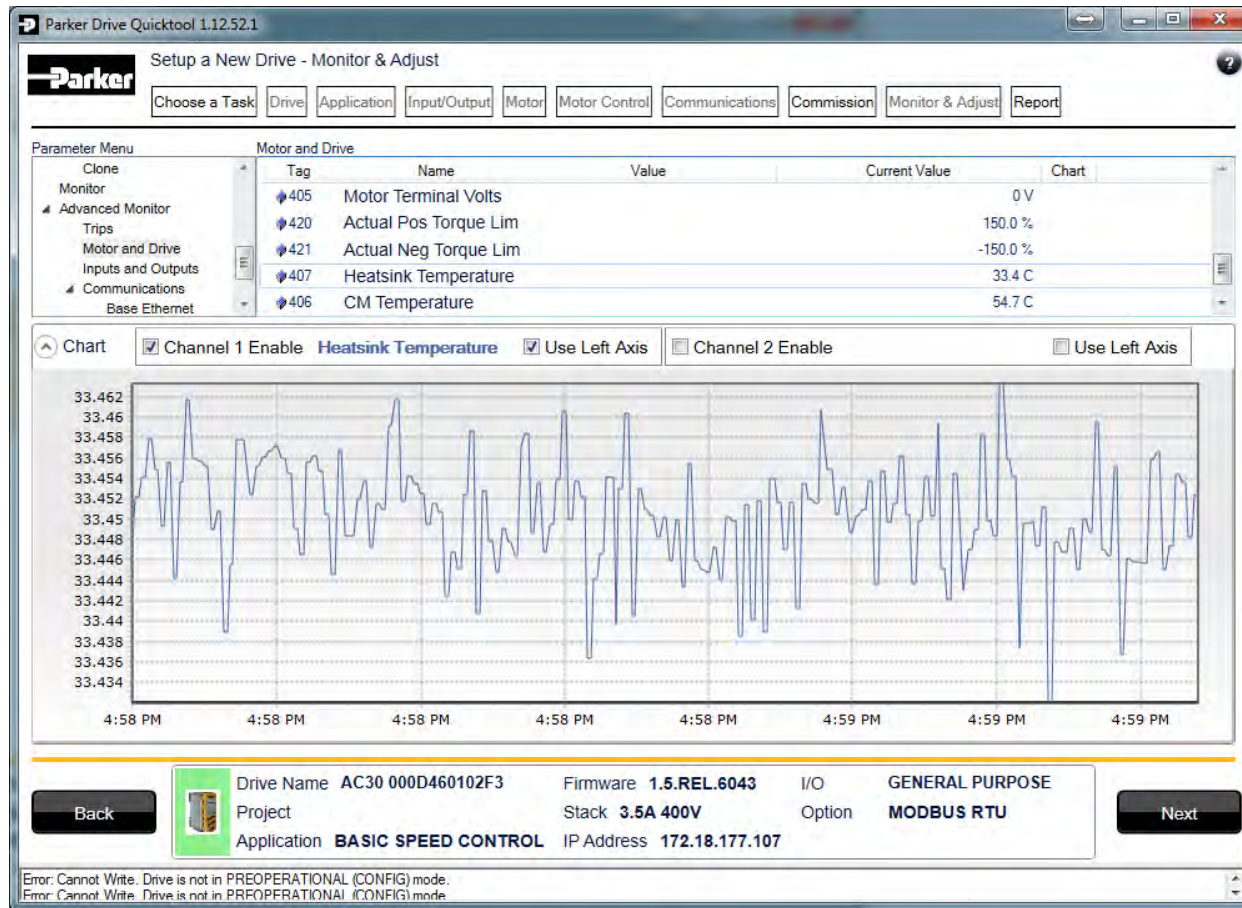 Parker Drive Quicktool 1.12.52.1
Parker
Setup a New Drive - Monitor & Adjust
Choose a Task Drive Application Input/Output Motor Motor Control Communications Commission Monitor & Adjust Report
Parameter Menu
Clone
Monitor
Advanced Monitor
Trips
Motor and Drive
Inputs and Outputs
Communications
Base Ethernet
Motor and Drive
Tag Name Value Current Value Chart
405 Motor Terminal Volts 0 V
420 Actual Pos Torque Lim 150.0 %
421 Actual Neg Torque Lim -150.0 %
407 Heatsink Temperature 33.4 C
406 CM Temperature 54.7 C
Chart Channel 1 Enable Heatsink Temperature Use Left Axis Channel 2 Enable Use Left Axis
33.462
33.46
33.458
33.456
33.454
33.452
33.45
33.448
33.446
33.444
33.442
33.44
33.438
33.436
33.434
4:58 PM 4:58 PM 4:58 PM 4:58 PM 4:58 PM 4:59 PM 4:59 PM 4:59 PM
Back
Drive Name AC30 000D460102F3 Firmware 1.5.REL.6043 I/O GENERAL PURPOSE
Project Stack 3.5A 400V Option MODBUS RTU
Application BASIC SPEED CONTROL IP Address 172.18.177.107
Next
Error: Cannot Write. Drive is not in PREOPERATIONAL (CONFIG) mode.
Error: Cannot Write. Drive is not in PREOPERATIONAL (CONFIG) mode